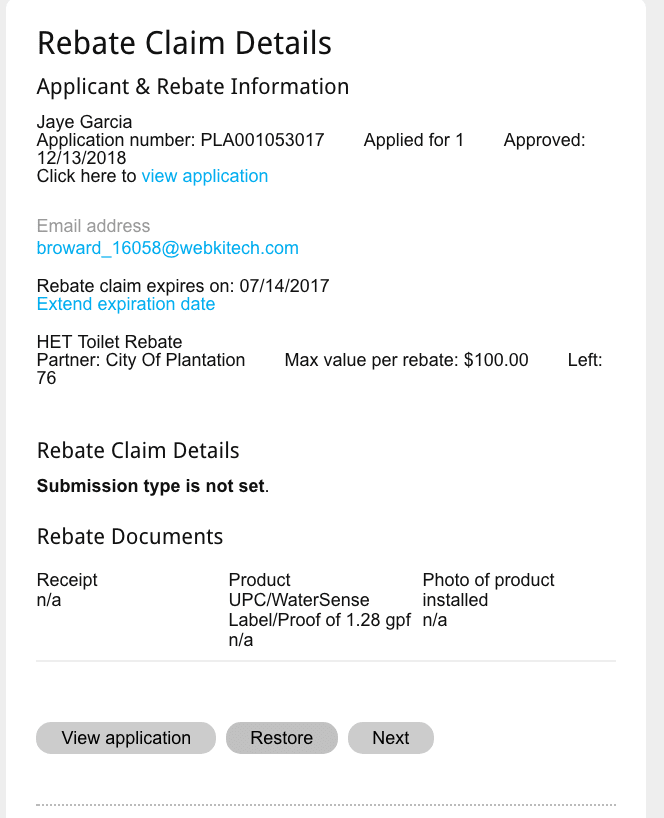 Rebate Claim Details
Applicant & Rebate Information
Jaye Garcia
Application number: PLA001053017 Applied for 1 Approved:
12/13/2018
Click here to view application
Email address
broward_16058@webkitech.com
Rebate claim expires on: 07/14/2017
Extend expiration date
HET Toilet Rebate
Partner: City Of Plantation Max value per rebate: $100.00 Left:
76
Rebate Claim Details
Submission type is not set.
Rebate Documents
Receipt
n/a
Product
UPC/WaterSense
Label/Proof of 1.28 gpf
n/a
Photo of product
installed
n/a
View application Restore Next